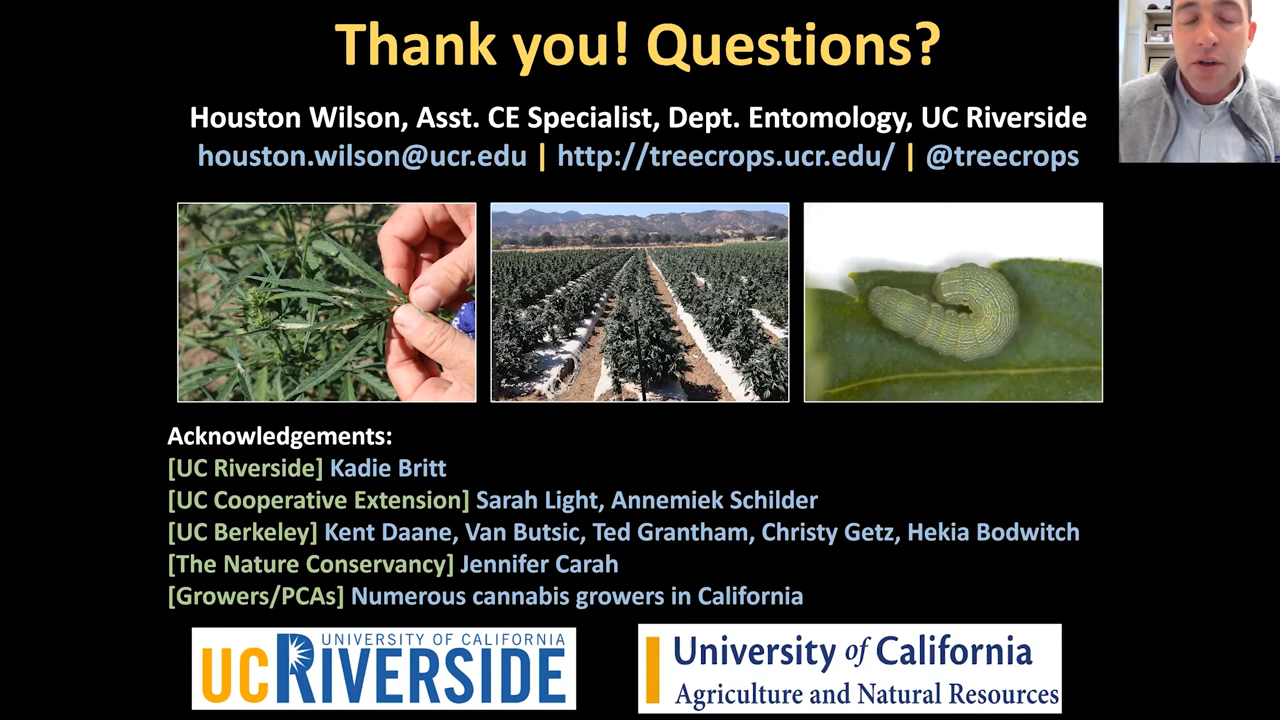 Thank you! Questions?
Houston Wilson, Asst. CE Specialist, Dept. Entomology, UC Riverside
houston.wilson@ucr.edu | http://treecrops.ucr.edu/ | @treecrops
Acknowledgements:
[UC Riverside] Kadie Britt
[UC Cooperative Extension] Sarah Light, Annemiek Schilder
[UC Berkeley] Kent Daane, Van Butsic, Ted Grantham, Christy Getz, Hekia Bodwitch
[The Nature Conservancy] Jennifer Carah
[Growers/PCAs] Numerous cannabis growers in California
UNIVERSITY OF CALIFORNIA
UC RIVERSIDE
University of California
Agriculture and Natural Resources